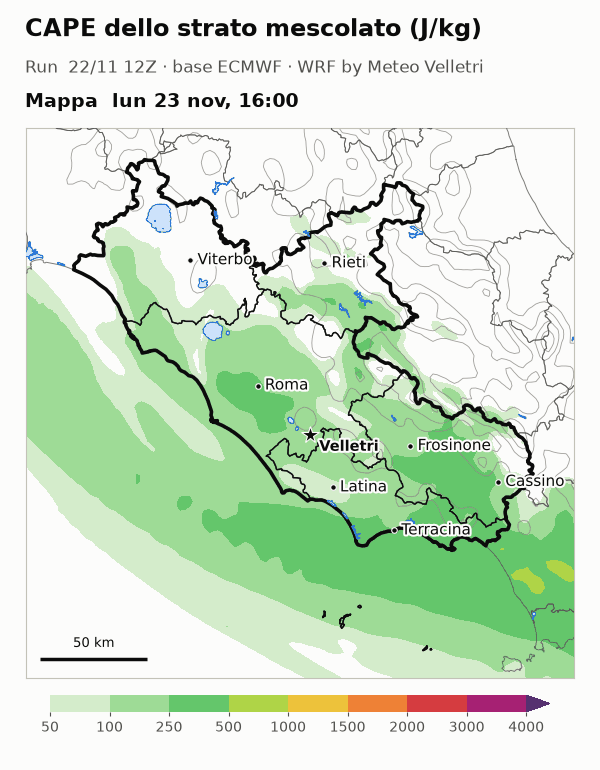 CAPE dello strato mescolato (J/kg)
Run  22/11 12Z · base ECMWF · WRF by Meteo Velletri
Mappa  lun 23 nov, 16:00
Viterbo
Rieti
Roma
Velletri
Frosinone
Cassino
Latina
Terracina
50 km
50 100 250 500 1000 1500 2000 3000 4000